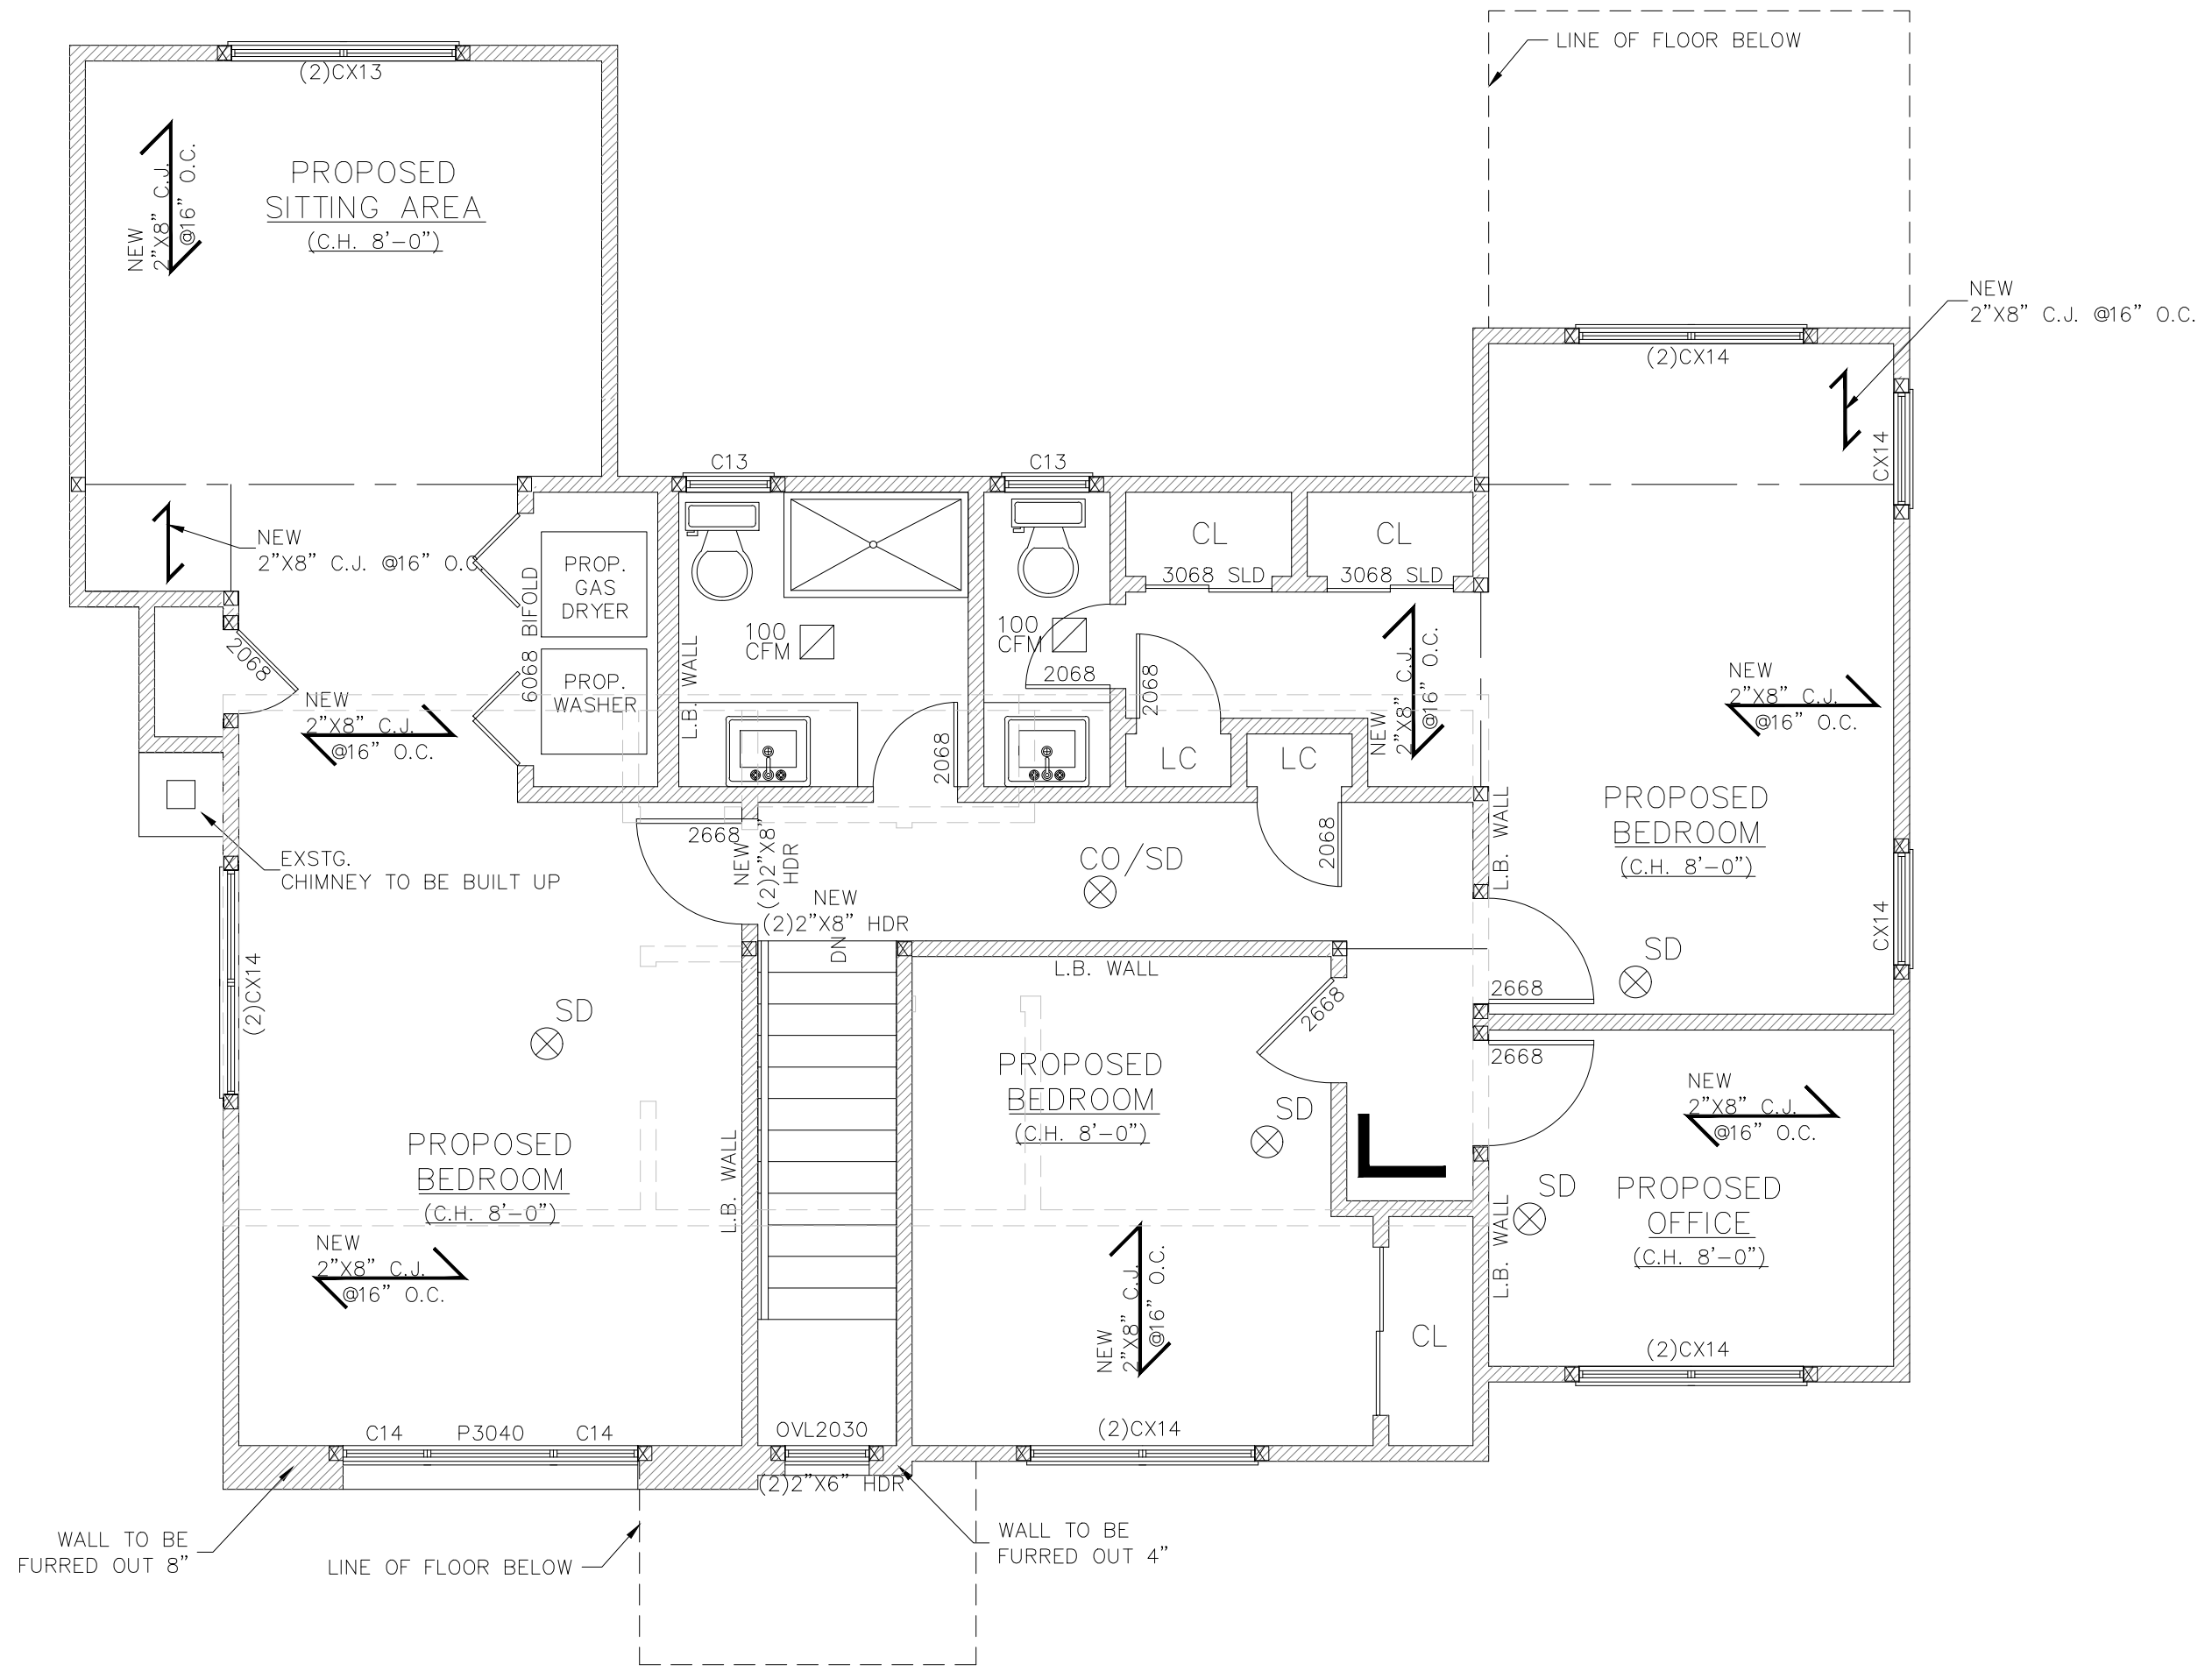 LINE OF FLOOR BELOW
(2)CX13
PROPOSED
SITTING AREA
(C.H. 8'-0")
NEW
2"X8" C.J.
@16" O.C.
NEW
2"X8" C.J. @16" O.C.
(2)CX14
CX14
C13
C13
NEW
2"X8" C.J. @16" O.C.
6068 BIFOLD
PROP.
GAS
DRYER
PROP.
WASHER
CL
CL
3068 SLD
3068 SLD
100
CFM
100
CFM
L.B. WALL
2068
2068
2068
2068
NEW
2"X8" C.J.
@16" O.C.
NEW
2"X8" C.J.
@16" O.C.
NEW
2"X8" C.J.
@16" O.C.
LC
LC
PROPOSED
BEDROOM
(C.H. 8'-0")
L.B. WALL
2668
NEW
(2)2"X8"
HDR
2068
CO/SD
EXSTG.
CHIMNEY TO BE BUILT UP
NEW
(2)2"X8" HDR
DN
CX14
SD
(2)CX14
L.B. WALL
2668
2668
2668
SD
PROPOSED
BEDROOM
(C.H. 8'-0")
SD
NEW
2"X8" C.J.
@16" O.C.
PROPOSED
BEDROOM
(C.H. 8'-0")
L.B. WALL
SD
PROPOSED
OFFICE
(C.H. 8'-0")
L.B. WALL
NEW
2"X8" C.J.
@16" O.C.
NEW
2"X8" C.J.
@16" O.C.
CL
(2)CX14
C14
P3040
C14
OVL2030
(2)CX14
(2)2"X6" HDR
WALL TO BE
FURRED OUT 8"
LINE OF FLOOR BELOW
WALL TO BE
FURRED OUT 4"